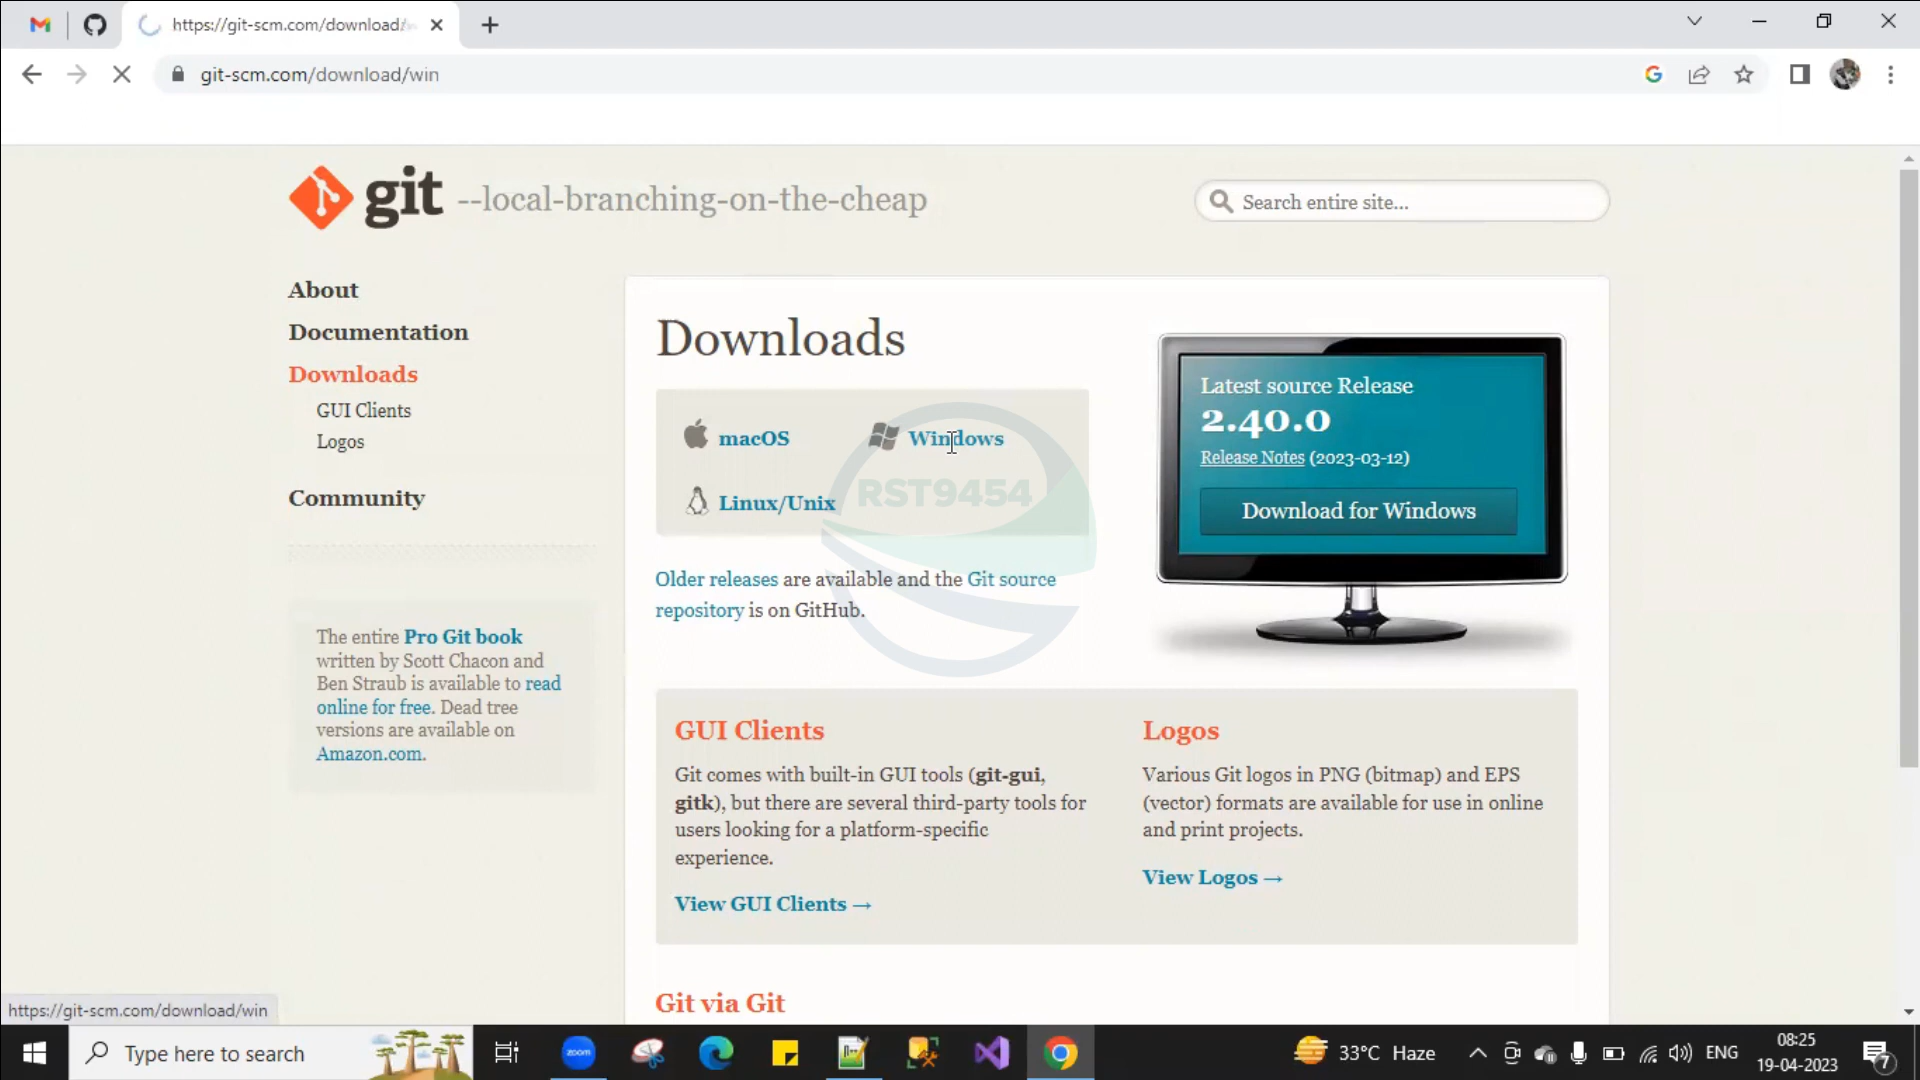 https://git-scm.com/download/
git-scm.com/download/win
git --local-branching-on-the-cheap
Search entire site...
About
Documentation
Downloads
GUI Clients
Logos
Community
The entire Pro Git book
written by Scott Chacon and
Ben Straub is available to read
online for free. Dead tree
versions are available on
Amazon.com.
Downloads
macOS
Windows
Linux/Unix
RST9454
Older releases are available and the Git source
repository is on GitHub.
Latest source Release
2.40.0
Release Notes (2023-03-12)
Download for Windows
GUI Clients
Git comes with built-in GUI tools (git-gui,
gitk), but there are several third-party tools for
users looking for a platform-specific
experience.
View GUI Clients →
Logos
Various Git logos in PNG (bitmap) and EPS
(vector) formats are available for use in online
and print projects.
View Logos →
Git via Git
https://git-scm.com/download/win
Type here to search
zoom
33°C Haze
ENG
08:25
19-04-2023
7